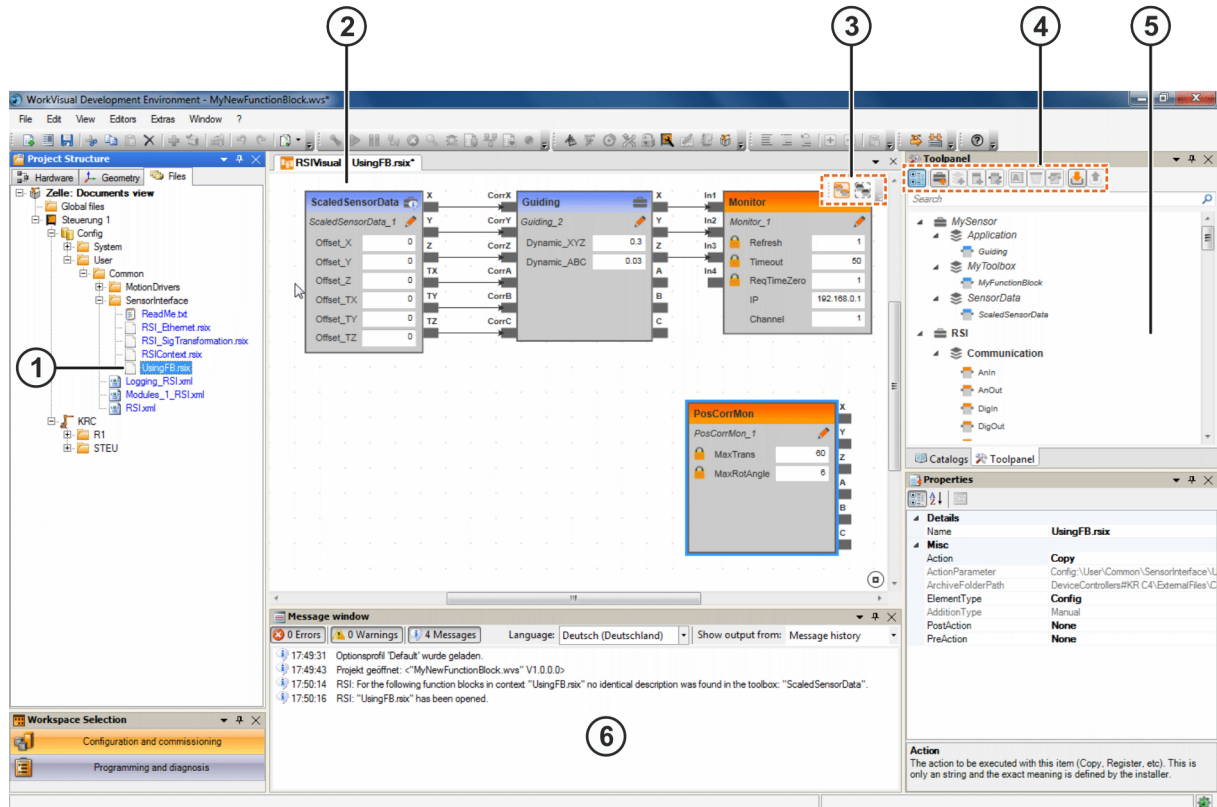 2
3
4
5
WorkVisual Development Environment - MyNewFunctionBlock.wvs*
File Edit View Editors Extras Window ?
Project Structure
Hardware Geometry Files
Zelle: Documents view
Global files
Steuerung 1
Config
System
User
Common
MotionDrivers
SensorInterface
ReadMe.txt
RSI_Ethernet.rsix
RSI_SigTransformation.rsix
RSIContext.rsix
1
UsingFB.rsix
Logging_RSI.xml
Modules_1_RSI.xml
RSI.xml
KRC
R1
STEU
Workspace Selection
Configuration and commissioning
Programming and diagnosis
RSIVisual UsingFB.rsix*
ScaledSensorData
ScaledSensorData_1
Offset_X 0
Offset_Y 0
Offset_Z 0
Offset_TX 0
Offset_TY 0
Offset_TZ 0
X
Y
Z
TX
TY
TZ
CorrX
CorrY
CorrZ
CorrA
CorrB
CorrC
Guiding
Guiding_2
Dynamic_XYZ 0.3
Dynamic_ABC 0.03
X
Y
Z
A
B
C
In1
In2
In3
In4
Monitor
Monitor_1
Refresh 1
Timeout 50
ReqTimeZero 1
IP 192.168.0.1
Channel 1
PosCorrMon
PosCorrMon_1
MaxTrans 60
MaxRotAngle 6
X
Y
Z
A
B
C
Message window
0 Errors 0 Warnings 4 Messages Language: Deutsch (Deutschland) Show output from: Message history
17:49:31 Optionsprofil 'Default' wurde geladen.
17:49:43 Projekt geöffnet: <"MyNewFunctionBlock.wvs" V1.0.0.0>
17:50:14 RSI: For the following function blocks in context "UsingFB.rsix" no identical description was found in the toolbox: "ScaledSensorData".
17:50:16 RSI: "UsingFB.rsix" has been opened.
6
Toolpanel
Search
MySensor
Application
Guiding
MyToolbox
MyFunctionBlock
SensorData
ScaledSensorData
RSI
Communication
AnIn
AnOut
DigIn
DigOut
Catalogs Toolpanel
Properties
Details
Name UsingFB.rsix
Misc
Action Copy
ActionParameter Config:\User\Common\SensorInterface\U
ArchiveFolderPath DeviceControllers#KR C4\ExternalFiles\C
ElementType Config
AdditionType Manual
PostAction None
PreAction None
Action
The action to be executed with this item (Copy, Register, etc). This is
only an string and the exact meaning is defined by the installer.